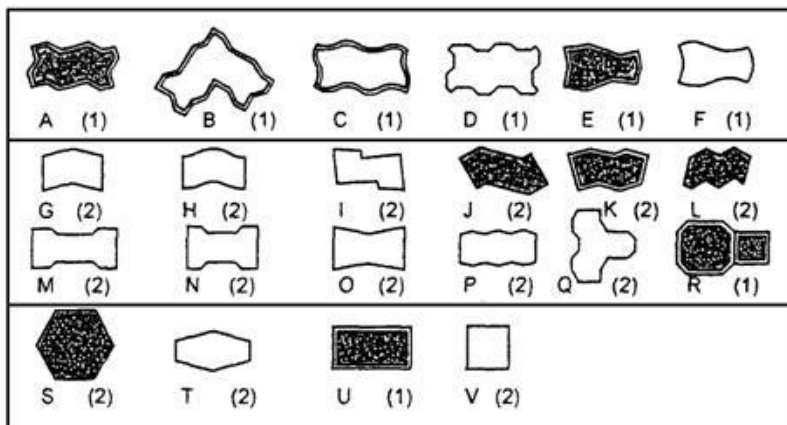 A (1) B (1) C (1) D (1) E (1) F (1)
G (2) H (2) I (2) J (2) K (2) L (2)
M (2) N (2) O (2) P (2) Q (2) R (1)
S (2) T (2) U (1) V (2)